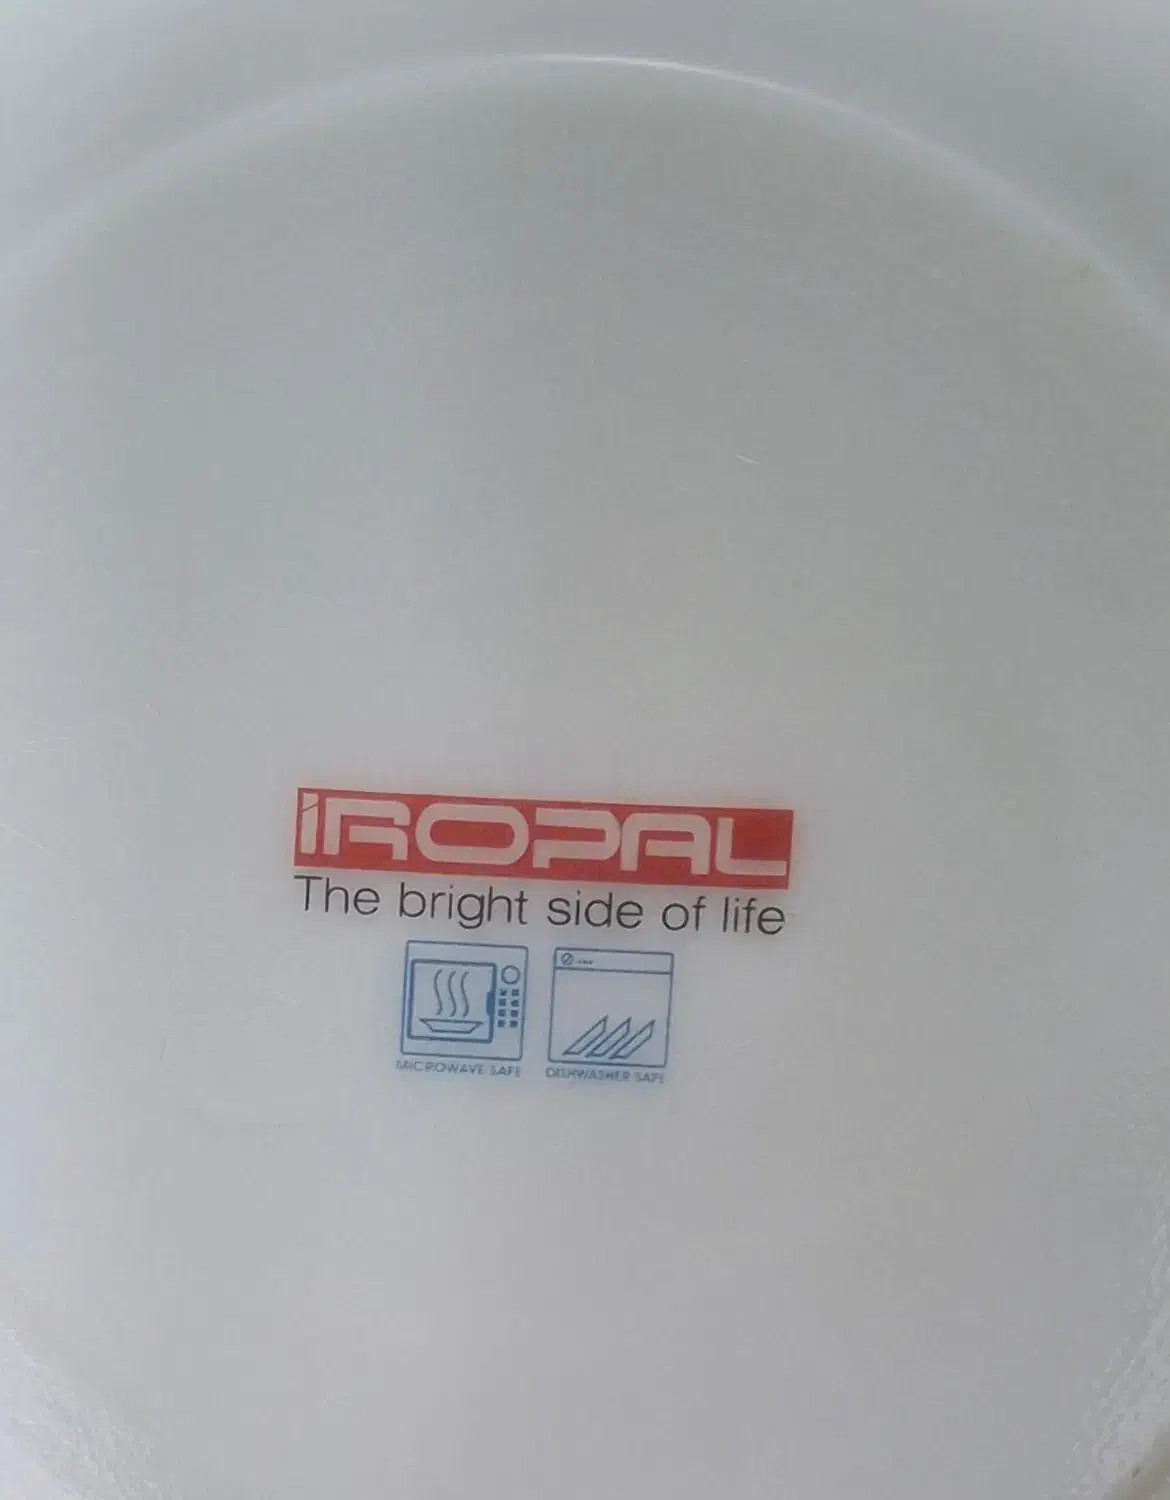 iROPAL
The bright side of life
MICROWAVE SAFE DISHWASHER SAFE